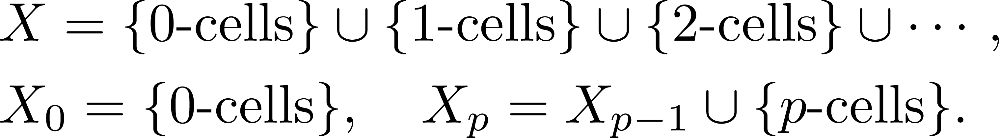 X = {0-cells} ∪ {1-cells} ∪ {2-cells} ∪ ⋯ ,
X₀ = {0-cells}, Xₚ = Xₚ₋₁ ∪ {p-cells}.